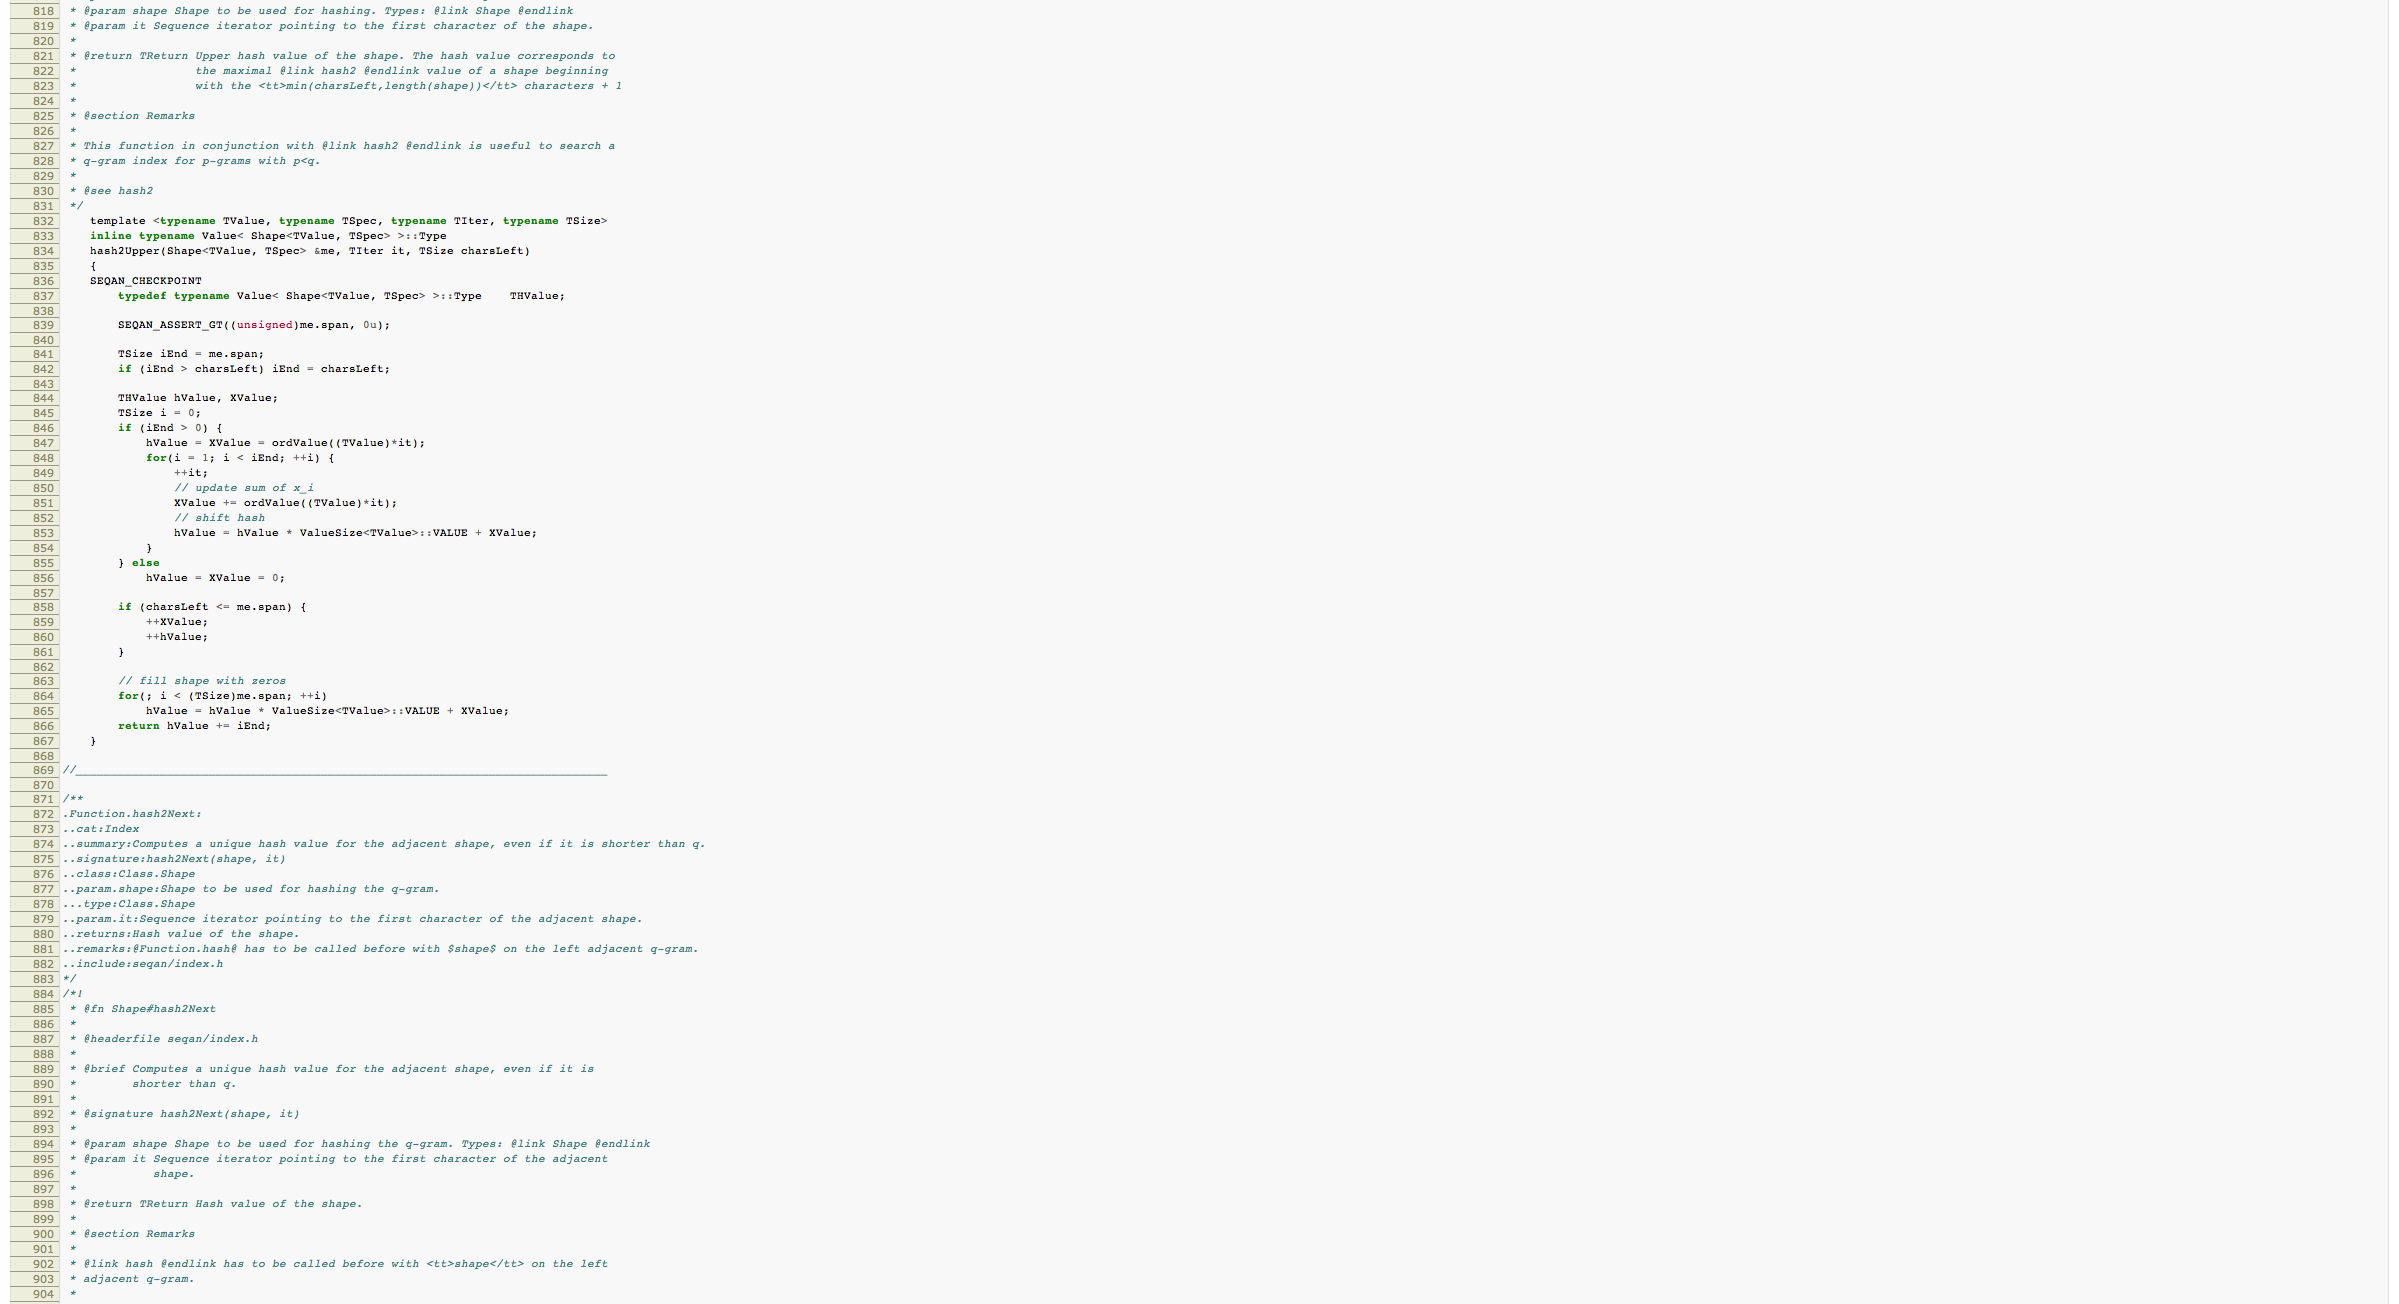 818  * @param shape Shape to be used for hashing. Types: @link Shape @endlink
819  * @param it Sequence iterator pointing to the first character of the shape.
820  *
821  * @return TReturn Upper hash value of the shape. The hash value corresponds to
822  *                 the maximal @link hash2 @endlink value of a shape beginning
823  *                 with the <tt>min(charsLeft,length(shape))</tt> characters + 1
824  *
825  * @section Remarks
826  *
827  * This function in conjunction with @link hash2 @endlink is useful to search a
828  * q-gram index for p-grams with p<q.
829  *
830  * @see hash2
831  */
832     template <typename TValue, typename TSpec, typename TIter, typename TSize>
833     inline typename Value< Shape<TValue, TSpec> >::Type
834     hash2Upper(Shape<TValue, TSpec> &me, TIter it, TSize charsLeft)
835     {
836     SEQAN_CHECKPOINT
837         typedef typename Value< Shape<TValue, TSpec> >::Type    THValue;
838
839         SEQAN_ASSERT_GT((unsigned)me.span, 0u);
840
841         TSize iEnd = me.span;
842         if (iEnd > charsLeft) iEnd = charsLeft;
843
844         THValue hValue, XValue;
845         TSize i = 0;
846         if (iEnd > 0) {
847             hValue = XValue = ordValue((TValue)*it);
848             for(i = 1; i < iEnd; ++i) {
849                 ++it;
850                 // update sum of x_i
851                 XValue += ordValue((TValue)*it);
852                 // shift hash
853                 hValue = hValue * ValueSize<TValue>::VALUE + XValue;
854             }
855         } else
856             hValue = XValue = 0;
857
858         if (charsLeft <= me.span) {
859             ++XValue;
860             ++hValue;
861         }
862
863         // fill shape with zeros
864         for(; i < (TSize)me.span; ++i)
865             hValue = hValue * ValueSize<TValue>::VALUE + XValue;
866         return hValue += iEnd;
867     }
868
869 //____________________________________________________________________________
870
871 /**
872 .Function.hash2Next:
873 ..cat:Index
874 ..summary:Computes a unique hash value for the adjacent shape, even if it is shorter than q.
875 ..signature:hash2Next(shape, it)
876 ..class:Class.Shape
877 ..param.shape:Shape to be used for hashing the q-gram.
878 ...type:Class.Shape
879 ..param.it:Sequence iterator pointing to the first character of the adjacent shape.
880 ..returns:Hash value of the shape.
881 ..remarks:@Function.hash@ has to be called before with $shape$ on the left adjacent q-gram.
882 ..include:seqan/index.h
883 */
884 /*!
885  * @fn Shape#hash2Next
886  *
887  * @headerfile seqan/index.h
888  *
889  * @brief Computes a unique hash value for the adjacent shape, even if it is
890  *        shorter than q.
891  *
892  * @signature hash2Next(shape, it)
893  *
894  * @param shape Shape to be used for hashing the q-gram. Types: @link Shape @endlink
895  * @param it Sequence iterator pointing to the first character of the adjacent
896  *           shape.
897  *
898  * @return TReturn Hash value of the shape.
899  *
900  * @section Remarks
901  *
902  * @link hash @endlink has to be called before with <tt>shape</tt> on the left
903  * adjacent q-gram.
904  *